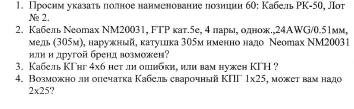 1. Просим указать полное наименование позиции 60: Кабель РК-50, Лот
№ 2.
2. Кабель Neomax NM20031, FTP кат.5е, 4 пары, однож.,24AWG/0.51мм,
медь (305м), наружный, катушка 305м именно надо Neomax NM20031
или и другой бренд возможен?
3. Кабель КГнг 4х6 нет ли ошибки, или вам нужен КГН ?
4. Возможно ли опечатка Кабель сварочный КПГ 1х25, может вам надо
2х25?